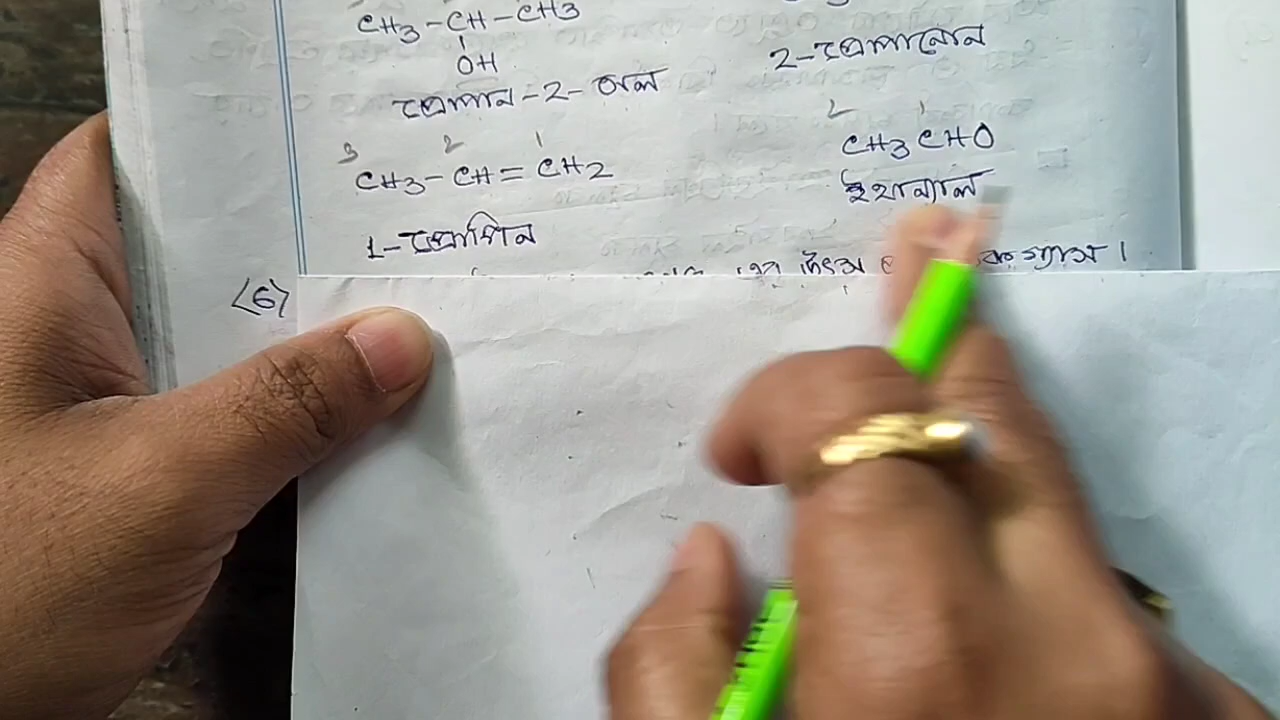 CH3-CH-CH3
OH
প্রোপান-2-অল
3 2 1
CH3-CH=CH2
1-প্রোপিন
2-প্রোপানোন
2 1
CH3CHO
ইথান্যাল
<6>